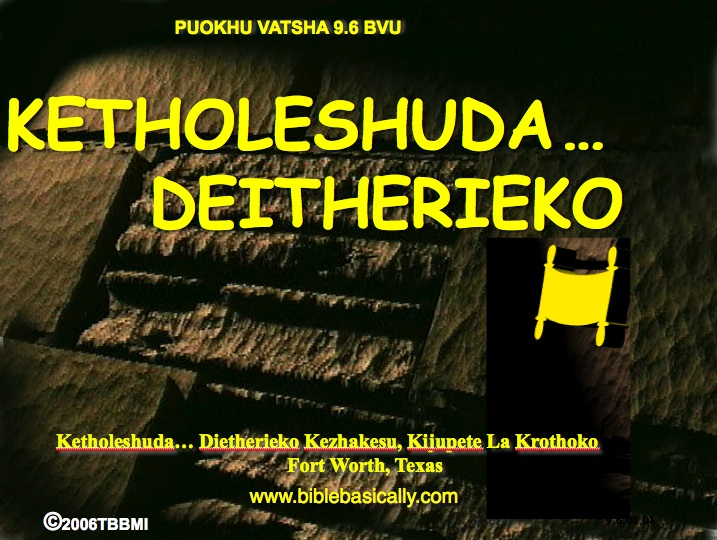 PUOKHU VATSHA 9.6 BVU
KETHOLESHUDA…
DEITHERIEKO
Ketholeshuda… Dietherieko Kezhakesu, Kijupete La Krothoko
Fort Worth, Texas
www.biblebasically.com
©2006TBBMI